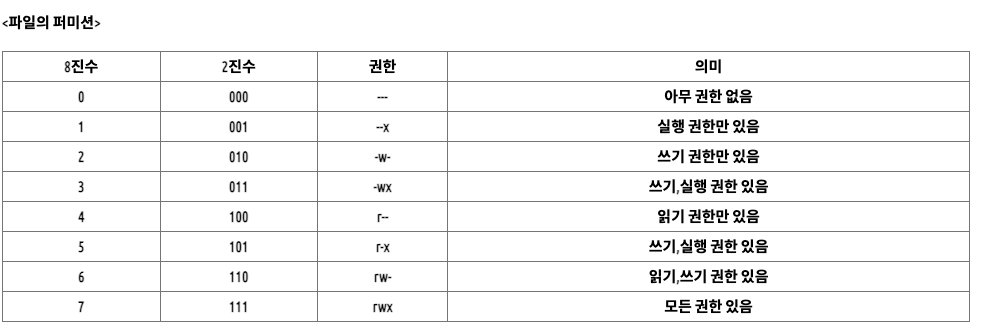 <파일의 퍼미션>
8진수 2진수 권한 의미
0 000 --- 아무 권한 없음
1 001 --x 실행 권한만 있음
2 010 -w- 쓰기 권한만 있음
3 011 -wx 쓰기,실행 권한 있음
4 100 r-- 읽기 권한만 있음
5 101 r-x 쓰기,실행 권한 있음
6 110 rw- 읽기,쓰기 권한 있음
7 111 rwx 모든 권한 있음